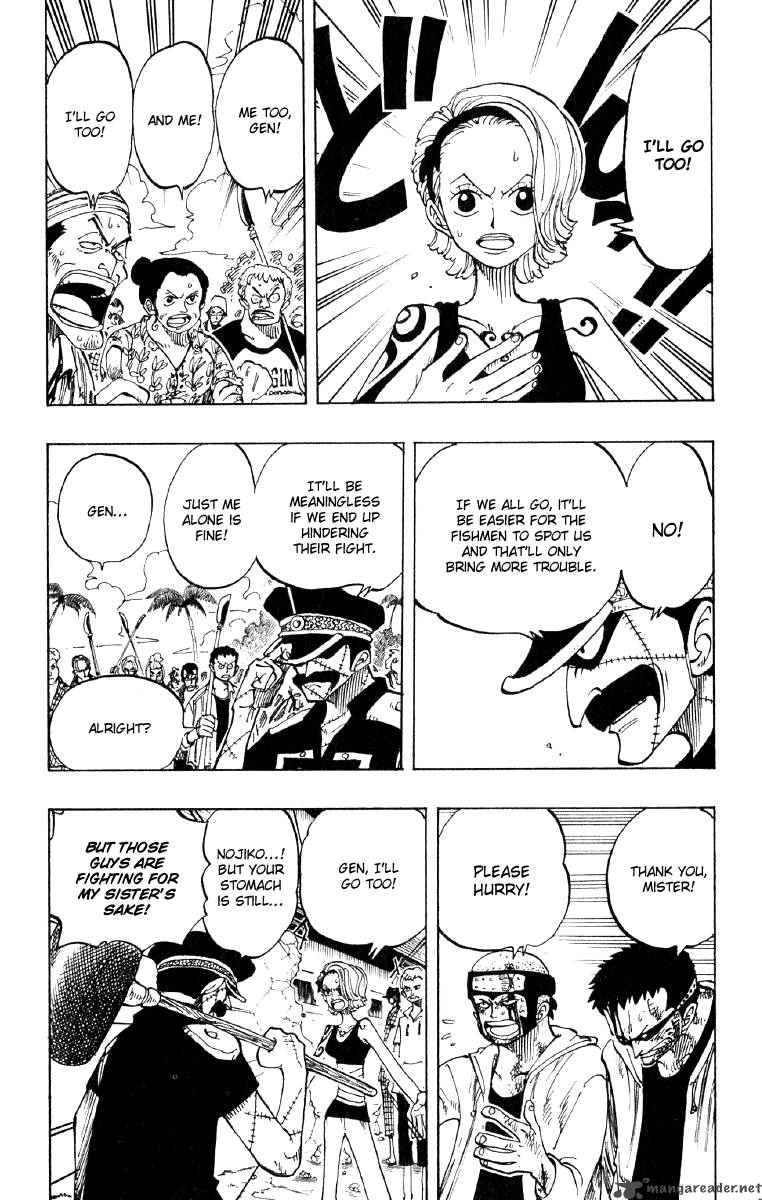 I'LL GO
TOO!
ME TOO,
GEN!
AND ME!
I'LL GO
TOO!
GLN
NO!
IF WE ALL GO, IT'LL
BE EASIER FOR THE
FISHMEN TO SPOT US
AND THAT'LL ONLY
BRING MORE TROUBLE.
IT'LL BE
MEANINGLESS
IF WE END UP
HINDERING
THEIR FIGHT.
JUST ME
ALONE IS
FINE!
GEN...
ALRIGHT?
THANK YOU,
MISTER!
PLEASE
HURRY!
GEN, I'LL
GO TOO!
NOJIKO...!
BUT YOUR
STOMACH
IS STILL...
BUT THOSE
GUYS ARE
FIGHTING FOR
MY SISTER'S
SAKE!
mangareader.net